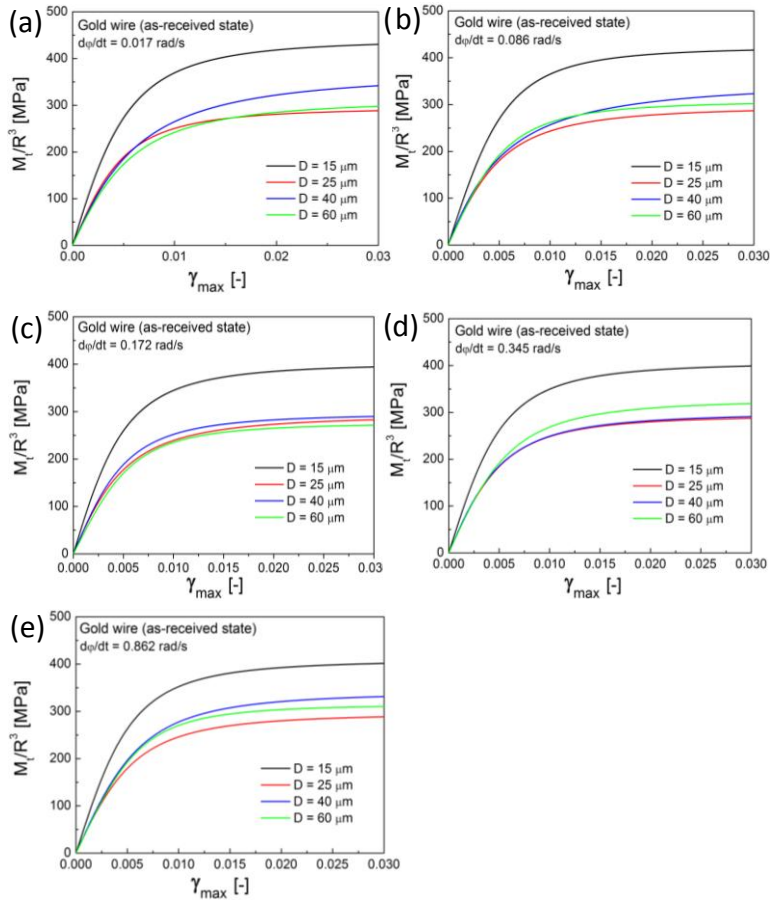 (a)
Gold wire (as-received state)
dφ/dt = 0.017 rad/s
500
400
300
200
100
0
Mt/R³ [MPa]
D = 15 μm
D = 25 μm
D = 40 μm
D = 60 μm
0.00 0.01 0.02 0.03
γmax [-]
(b)
Gold wire (as-received state)
dφ/dt = 0.086 rad/s
500
400
300
200
100
0
Mt/R³ [MPa]
D = 15 μm
D = 25 μm
D = 40 μm
D = 60 μm
0.000 0.005 0.010 0.015 0.020 0.025 0.030
γmax [-]
(c)
Gold wire (as-received state)
dφ/dt = 0.172 rad/s
500
400
300
200
100
0
Mt/R³ [MPa]
D = 15 μm
D = 25 μm
D = 40 μm
D = 60 μm
0.000 0.005 0.010 0.015 0.020 0.025 0.030
γmax [-]
(d)
Gold wire (as-received state)
dφ/dt = 0.345 rad/s
500
400
300
200
100
0
Mt/R³ [MPa]
D = 15 μm
D = 25 μm
D = 40 μm
D = 60 μm
0.000 0.005 0.010 0.015 0.020 0.025 0.030
γmax [-]
(e)
Gold wire (as-received state)
dφ/dt = 0.862 rad/s
500
400
300
200
100
0
Mt/R³ [MPa]
D = 15 μm
D = 25 μm
D = 40 μm
D = 60 μm
0.000 0.005 0.010 0.015 0.020 0.025 0.030
γmax [-]